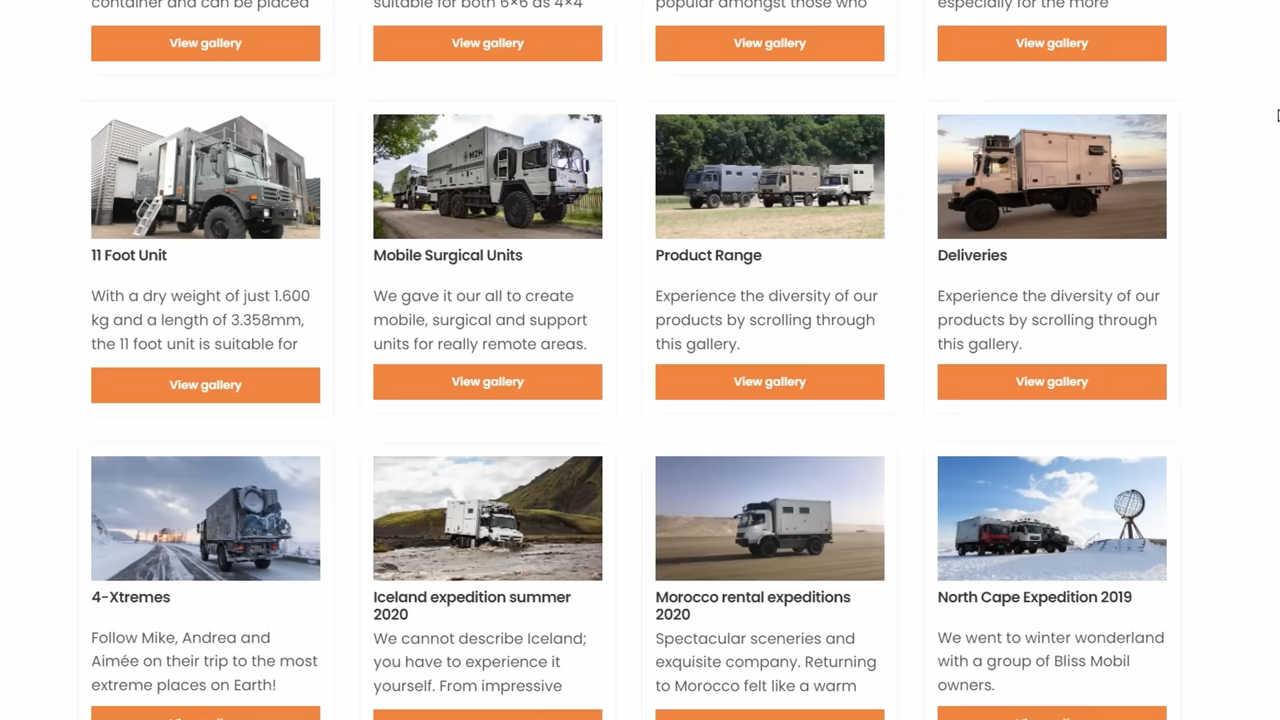 container and can be placed
View gallery
suitable for both 6×6 as 4×4
View gallery
popular amongst those who
View gallery
especially for the more
View gallery
11 Foot Unit
With a dry weight of just 1.600
kg and a length of 3.358mm,
the 11 foot unit is suitable for
View gallery
MZH
Mobile Surgical Units
We gave it our all to create
mobile, surgical and support
units for really remote areas.
View gallery
Product Range
Experience the diversity of our
products by scrolling through
this gallery.
View gallery
Deliveries
Experience the diversity of our
products by scrolling through
this gallery.
View gallery
4-Xtremes
Follow Mike, Andrea and
Aimée on their trip to the most
extreme places on Earth!
Iceland expedition summer
2020
We cannot describe Iceland;
you have to experience it
yourself. From impressive
Morocco rental expeditions
2020
Spectacular sceneries and
exquisite company. Returning
to Morocco felt like a warm
North Cape Expedition 2019
We went to winter wonderland
with a group of Bliss Mobil
owners.